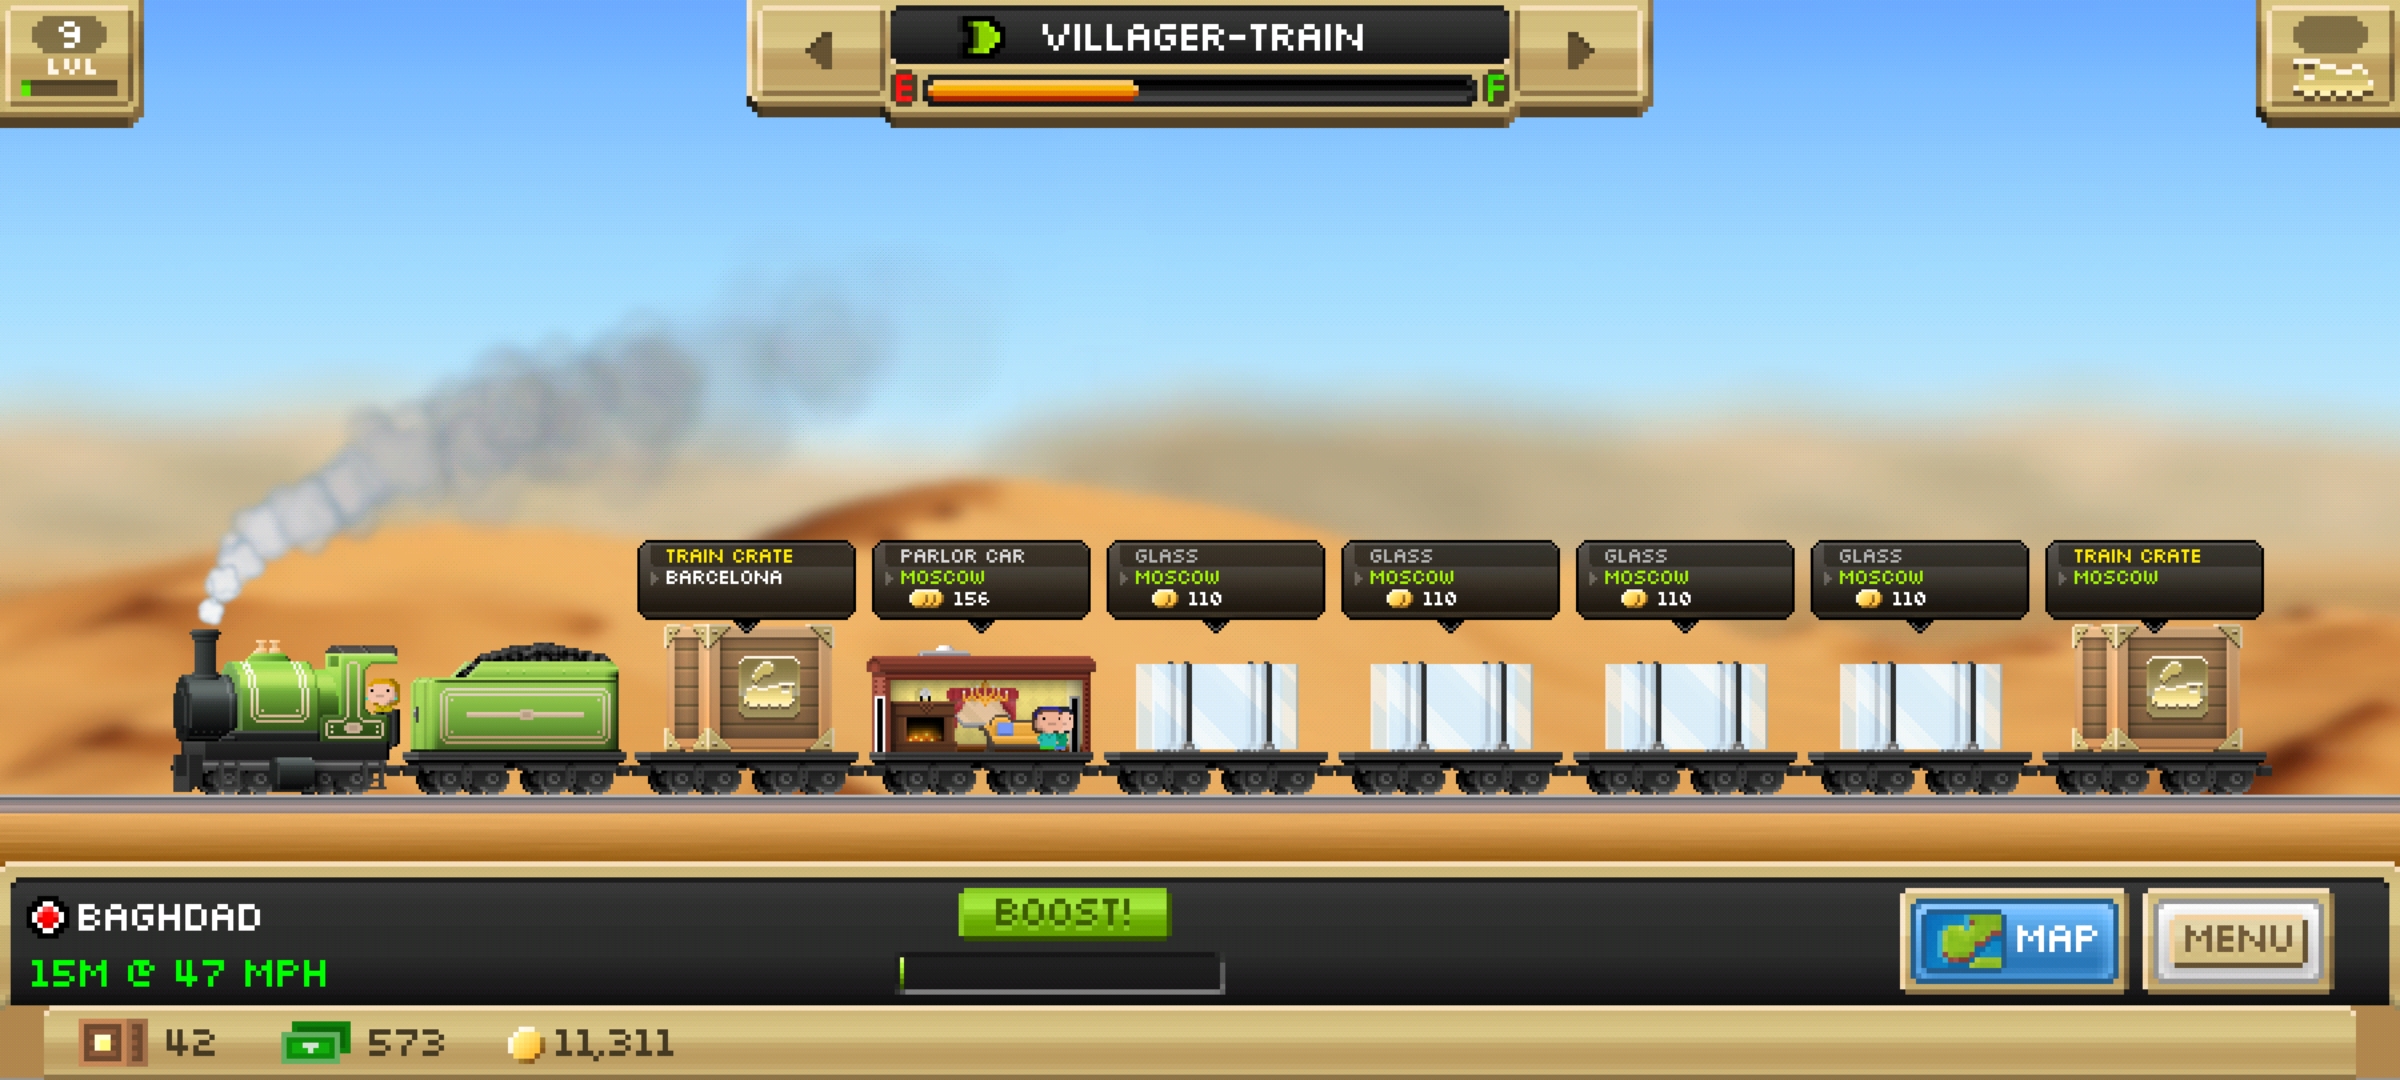 9
LVL
VILLAGER-TRAIN
E F
TRAIN CRATE
BARCELONA
PARLOR CAR
MOSCOW
156
GLASS
MOSCOW
110
GLASS
MOSCOW
110
GLASS
MOSCOW
110
GLASS
MOSCOW
110
TRAIN CRATE
MOSCOW
BAGHDAD
15M @ 47 MPH
BOOST!
MAP
MENU
42
573
11,311